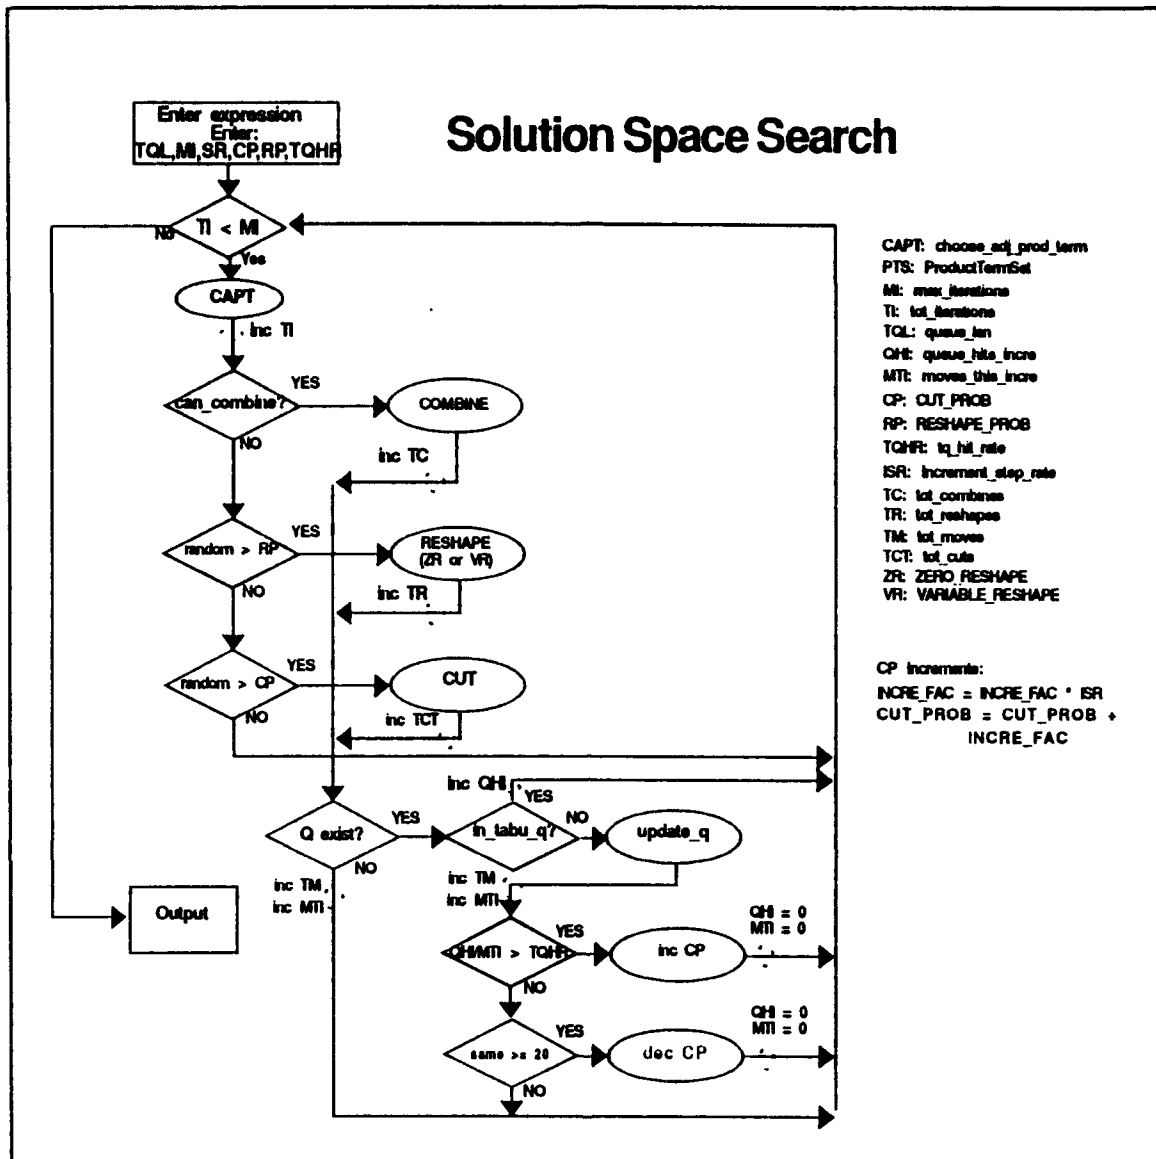 Solution Space Search
Enter expression
Enter:
TQL,MI,SR,CP,RP,TQHR
TI < MI
No
Yes
CAPT
inc TI
can_combine?
YES
COMBINE
NO
inc TC
random > RP
YES
RESHAPE
(ZR or VR)
NO
inc TR
random > CP
YES
CUT
NO
inc TCT
inc QHI
YES
Q exist?
YES
in_tabu_q?
NO
update_q
NO
inc TM
inc MTI
inc TM
inc MTI
Output
QHI/MTI > TQHR
YES
inc CP
QHI = 0
MTI = 0
NO
same >= 20
YES
dec CP
QHI = 0
MTI = 0
NO
CAPT: choose_adj_prod_term
PTS: ProductTermSet
MI: max_iterations
TI: tot_iterations
TQL: queue_len
QHI: queue_hits_incre
MTI: moves_this_incre
CP: CUT_PROB
RP: RESHAPE_PROB
TQHR: tq_hit_rate
ISR: increment_step_rate
TC: tot_combines
TR: tot_reshapes
TM: tot_moves
TCT: tot_cuts
ZR: ZERO_RESHAPE
VR: VARIABLE_RESHAPE
CP increments:
INCRE_FAC = INCRE_FAC * ISR
CUT_PROB = CUT_PROB +
INCRE_FAC